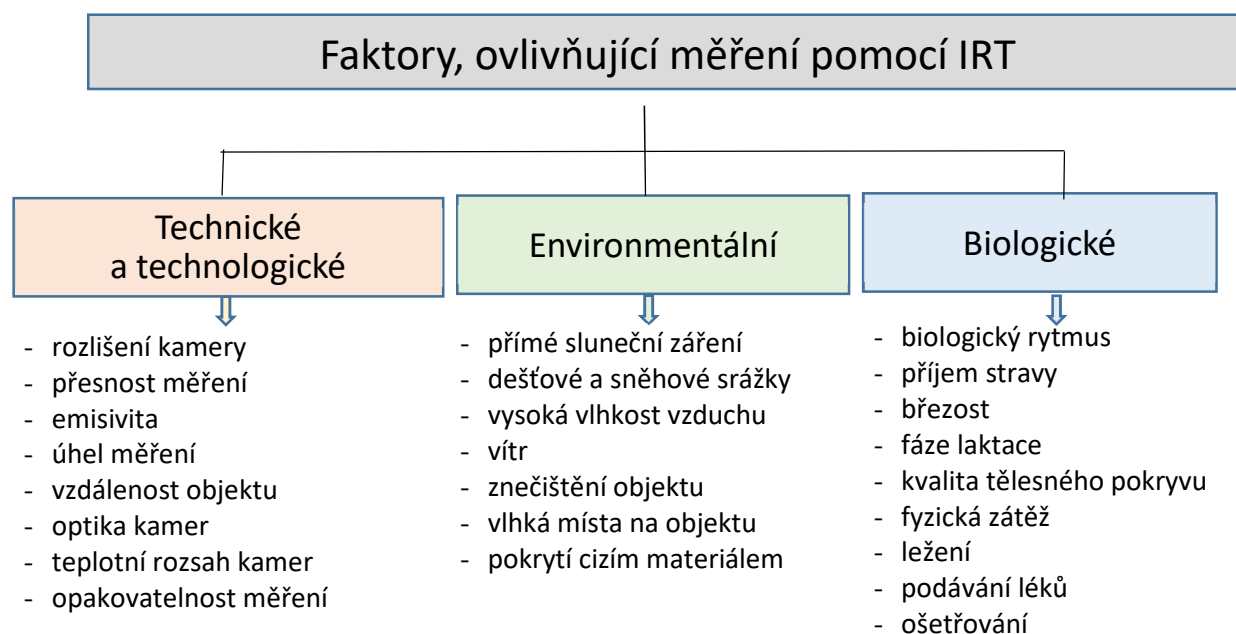 Faktory, ovlivňující měření pomocí IRT
Technické
a technologické
- rozlišení kamery
- přesnost měření
- emisivita
- úhel měření
- vzdálenost objektu
- optika kamer
- teplotní rozsah kamer
- opakovatelnost měření
Environmentální
- přímé sluneční záření
- dešťové a sněhové srážky
- vysoká vlhkost vzduchu
- vítr
- znečištění objektu
- vlhká místa na objektu
- pokrytí cizím materiálem
Biologické
- biologický rytmus
- příjem stravy
- březost
- fáze laktace
- kvalita tělesného pokryvu
- fyzická zátěž
- ležení
- podávání léků
- ošetřování